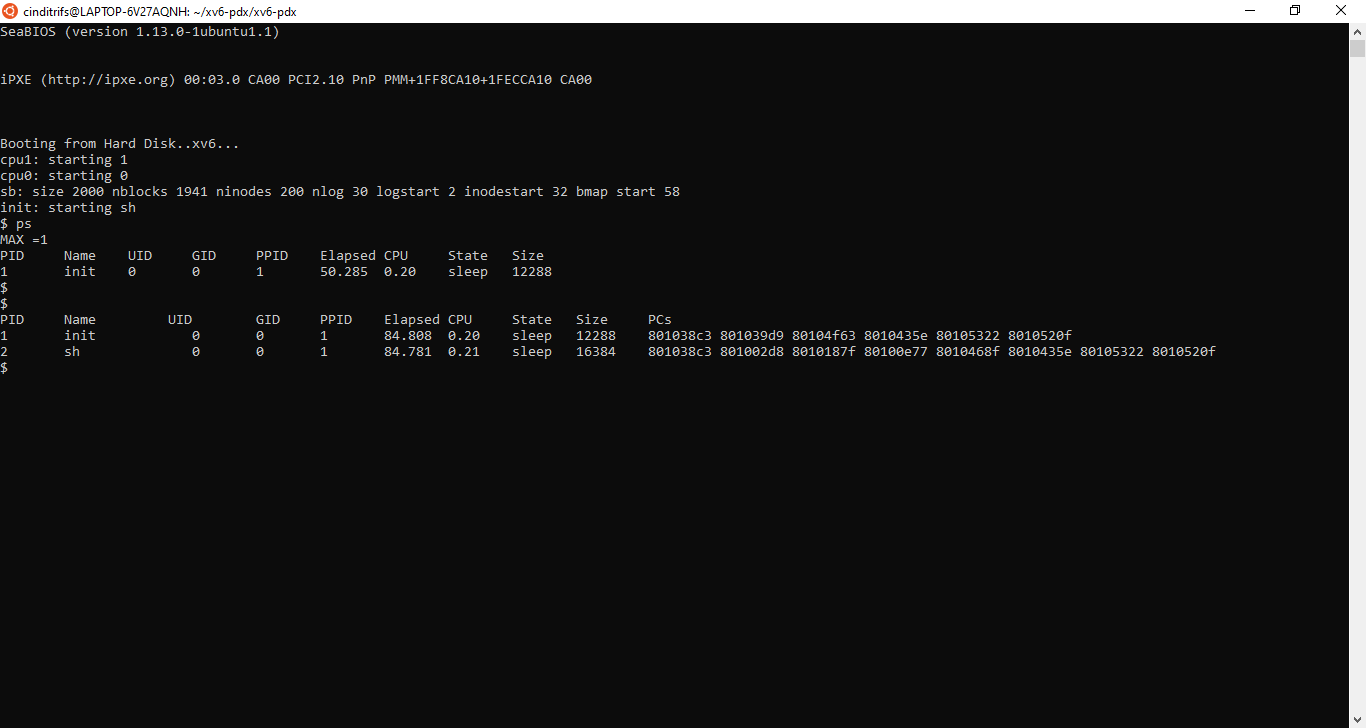 cinditrifs@LAPTOP-6V27AQNH: ~/xv6-pdx/xv6-pdx
SeaBIOS (version 1.13.0-1ubuntu1.1)
iPXE (http://ipxe.org) 00:03.0 CA00 PCI2.10 PnP PMM+1FF8CA10+1FECCA10 CA00
Booting from Hard Disk..xv6...
cpu1: starting 1
cpu0: starting 0
sb: size 2000 nblocks 1941 ninodes 200 nlog 30 logstart 2 inodestart 32 bmap start 58
init: starting sh
$ ps
MAX =1
PID     Name    UID     GID     PPID    Elapsed CPU     State   Size
1       init    0       0       1       50.285  0.20    sleep   12288
$
$
PID     Name         UID        GID     PPID    Elapsed CPU     State   Size     PCs
1       init            0       0       1       84.808  0.20    sleep   12288    801038c3 801039d9 80104f63 8010435e 80105322 8010520f
2       sh              0       0       1       84.781  0.21    sleep   16384    801038c3 801002d8 8010187f 80100e77 8010468f 8010435e 80105322 8010520f
$